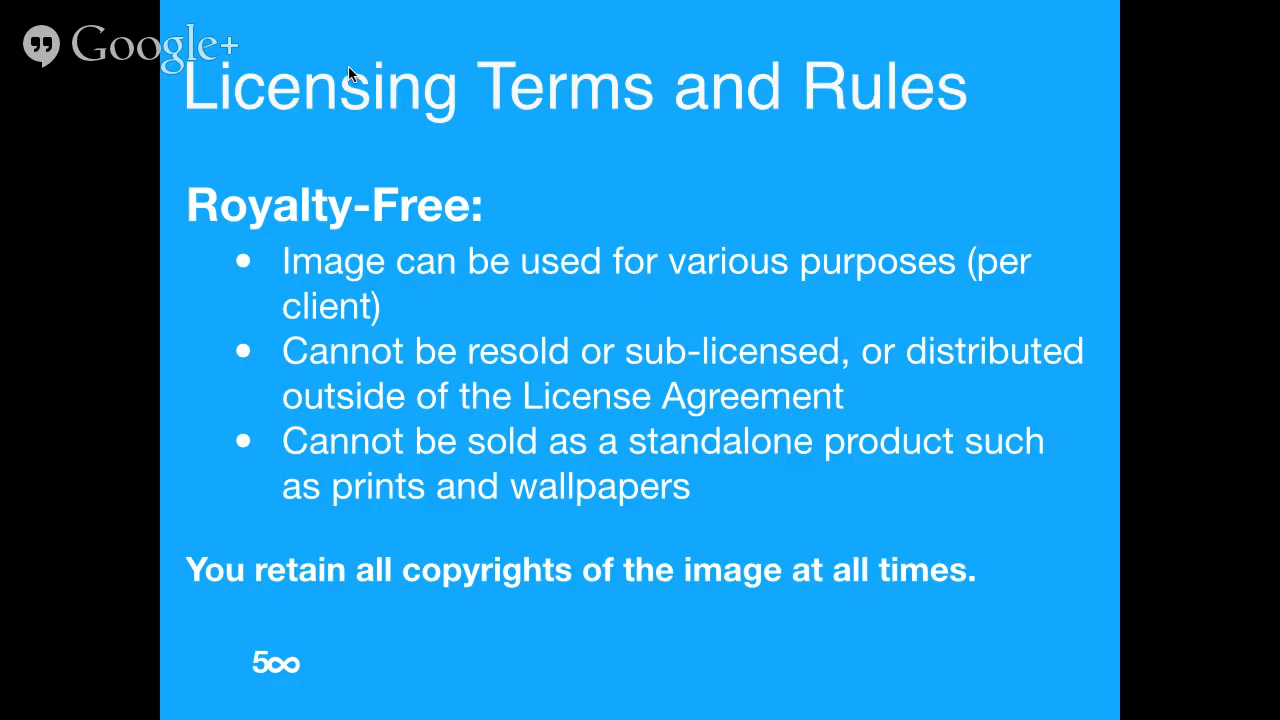 Google+
Licensing Terms and Rules
Royalty-Free:
• Image can be used for various purposes (per
client)
• Cannot be resold or sub-licensed, or distributed
outside of the License Agreement
• Cannot be sold as a standalone product such
as prints and wallpapers
You retain all copyrights of the image at all times.
500